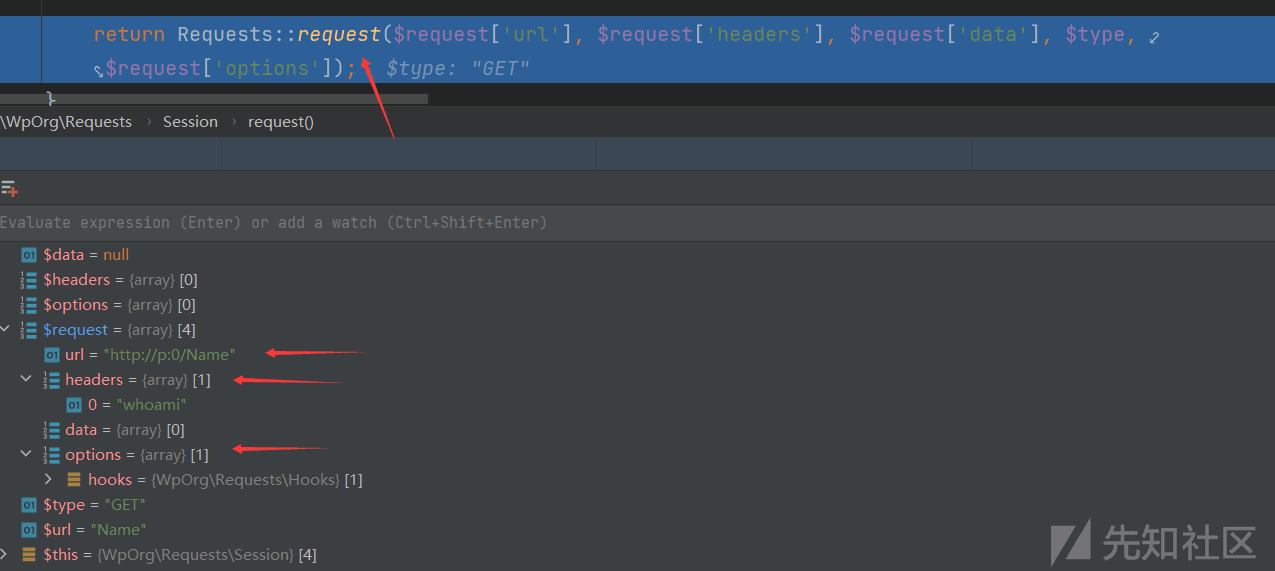 return Requests::request($request['url'], $request['headers'], $request['data'], $type,
$request['options']); $type: "GET"
}
\WpOrg\Requests › Session › request()
Evaluate expression (Enter) or add a watch (Ctrl+Shift+Enter)
$data = null
$headers = {array} [0]
$options = {array} [0]
$request = {array} [4]
url = "http://p:0/Name"
headers = {array} [1]
0 = "whoami"
data = {array} [0]
options = {array} [1]
hooks = {WpOrg\Requests\Hooks} [1]
$type = "GET"
$url = "Name"
$this = {WpOrg\Requests\Session} [4]
先知社区